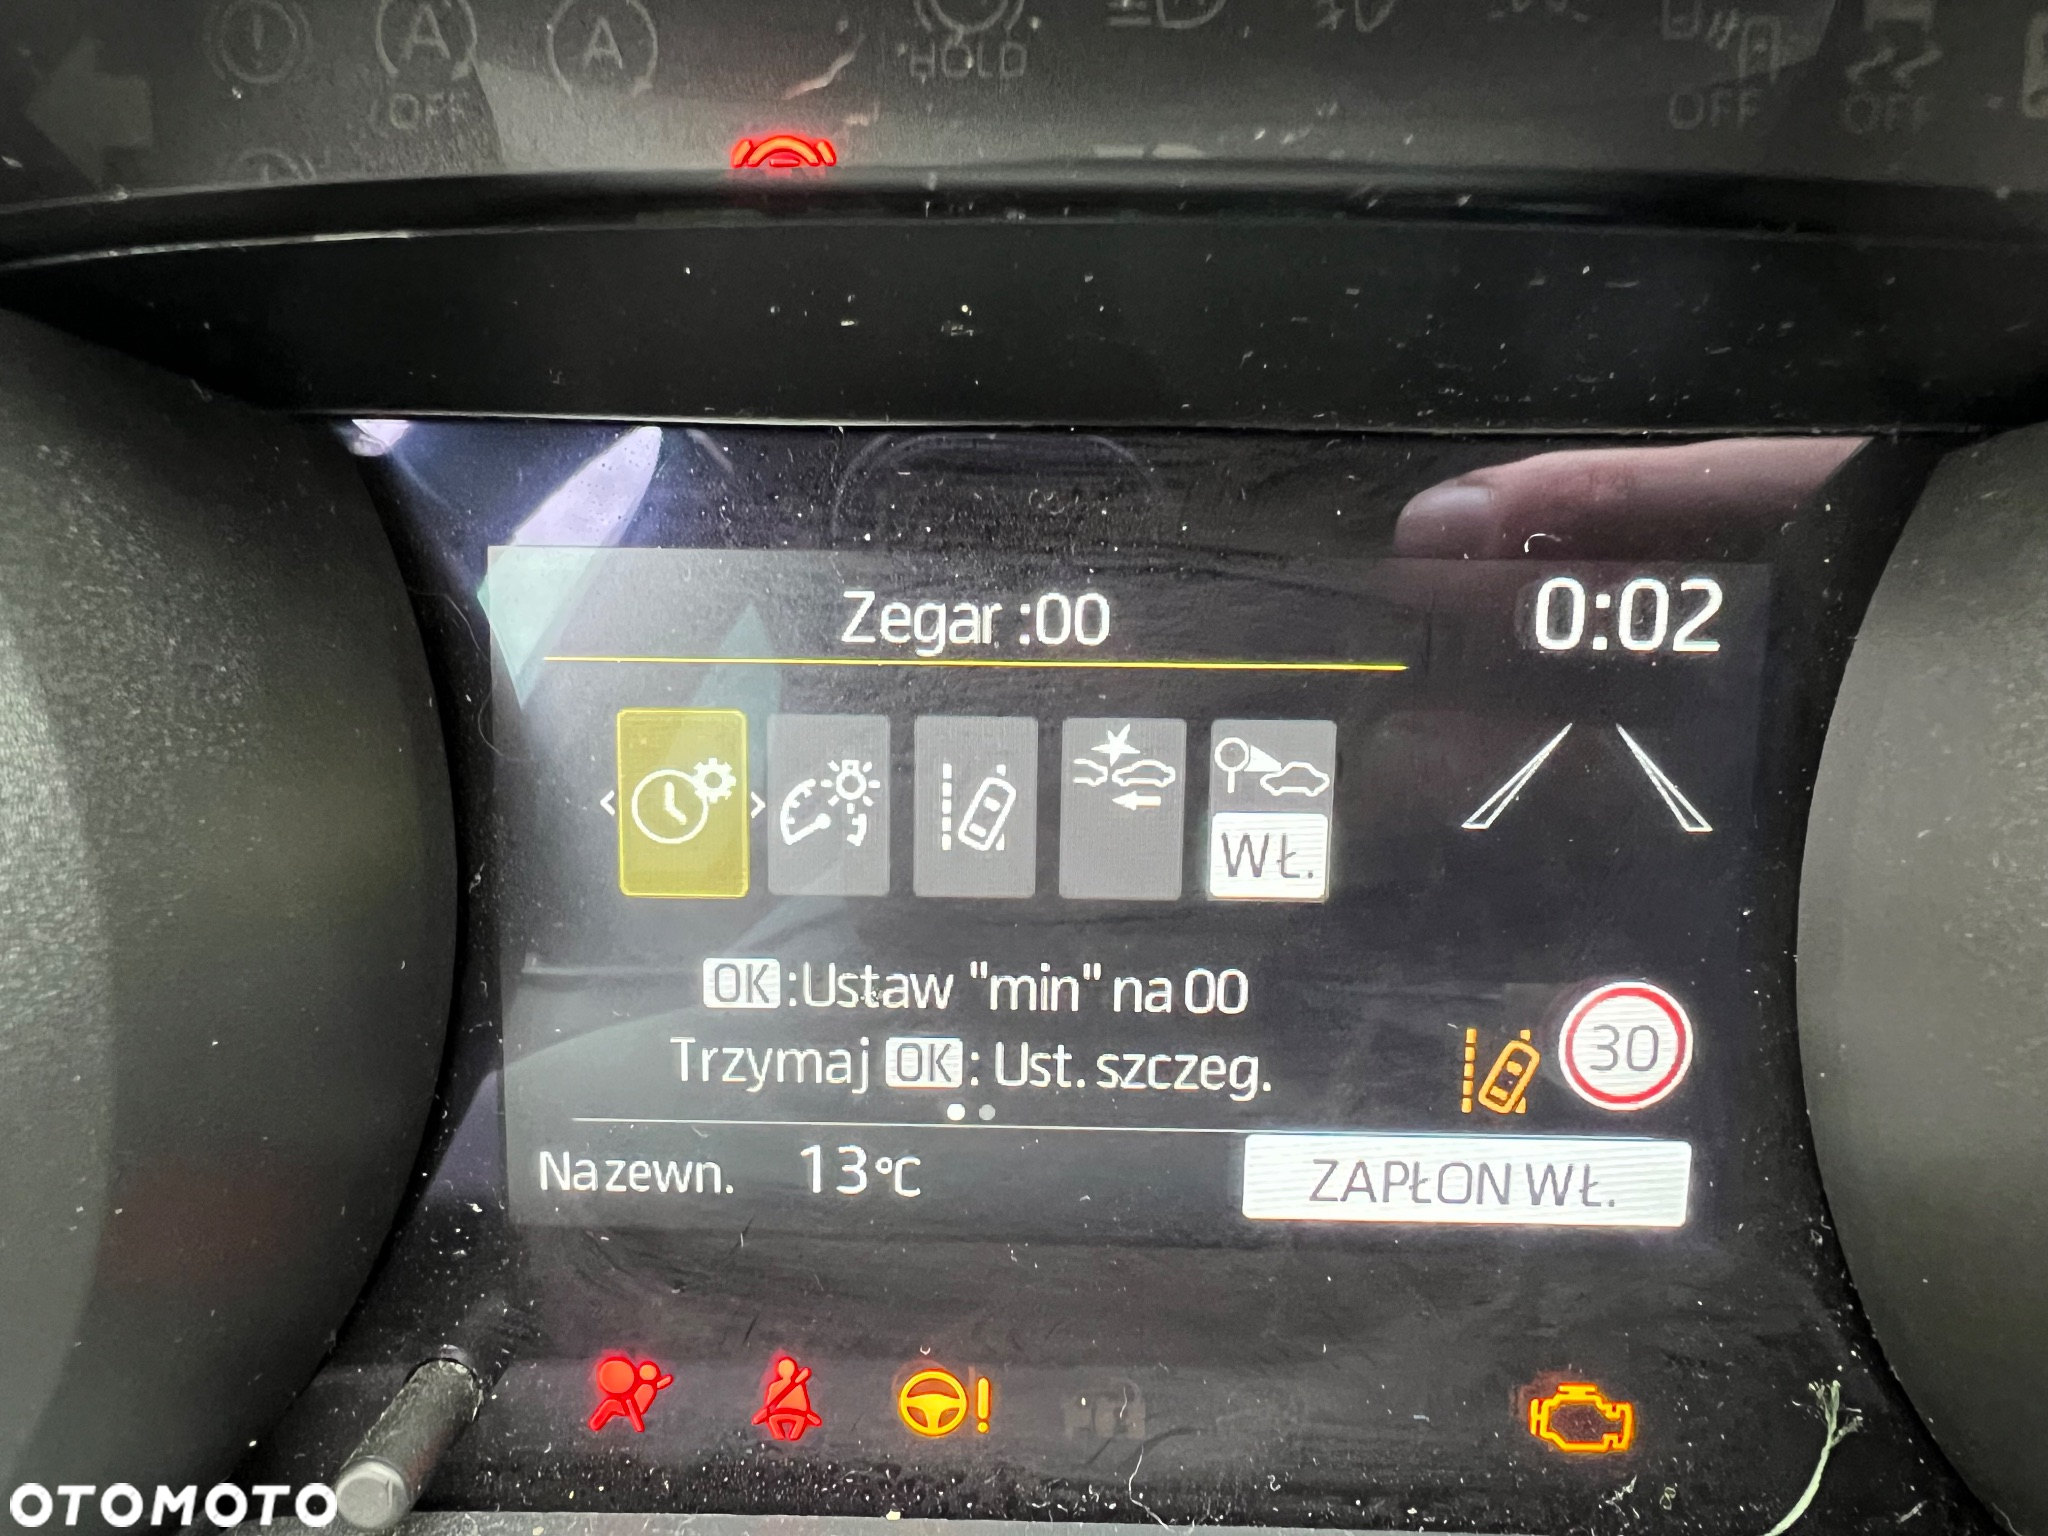 A
OFF
A
HOLD
OFF
OFF
Zegar :00
0:02
WŁ.
OK :Ustaw "min" na 00
Trzymaj OK : Ust. szczeg.
30
Na zewn. 13°C
ZAPŁON WŁ.
OTOMOTO